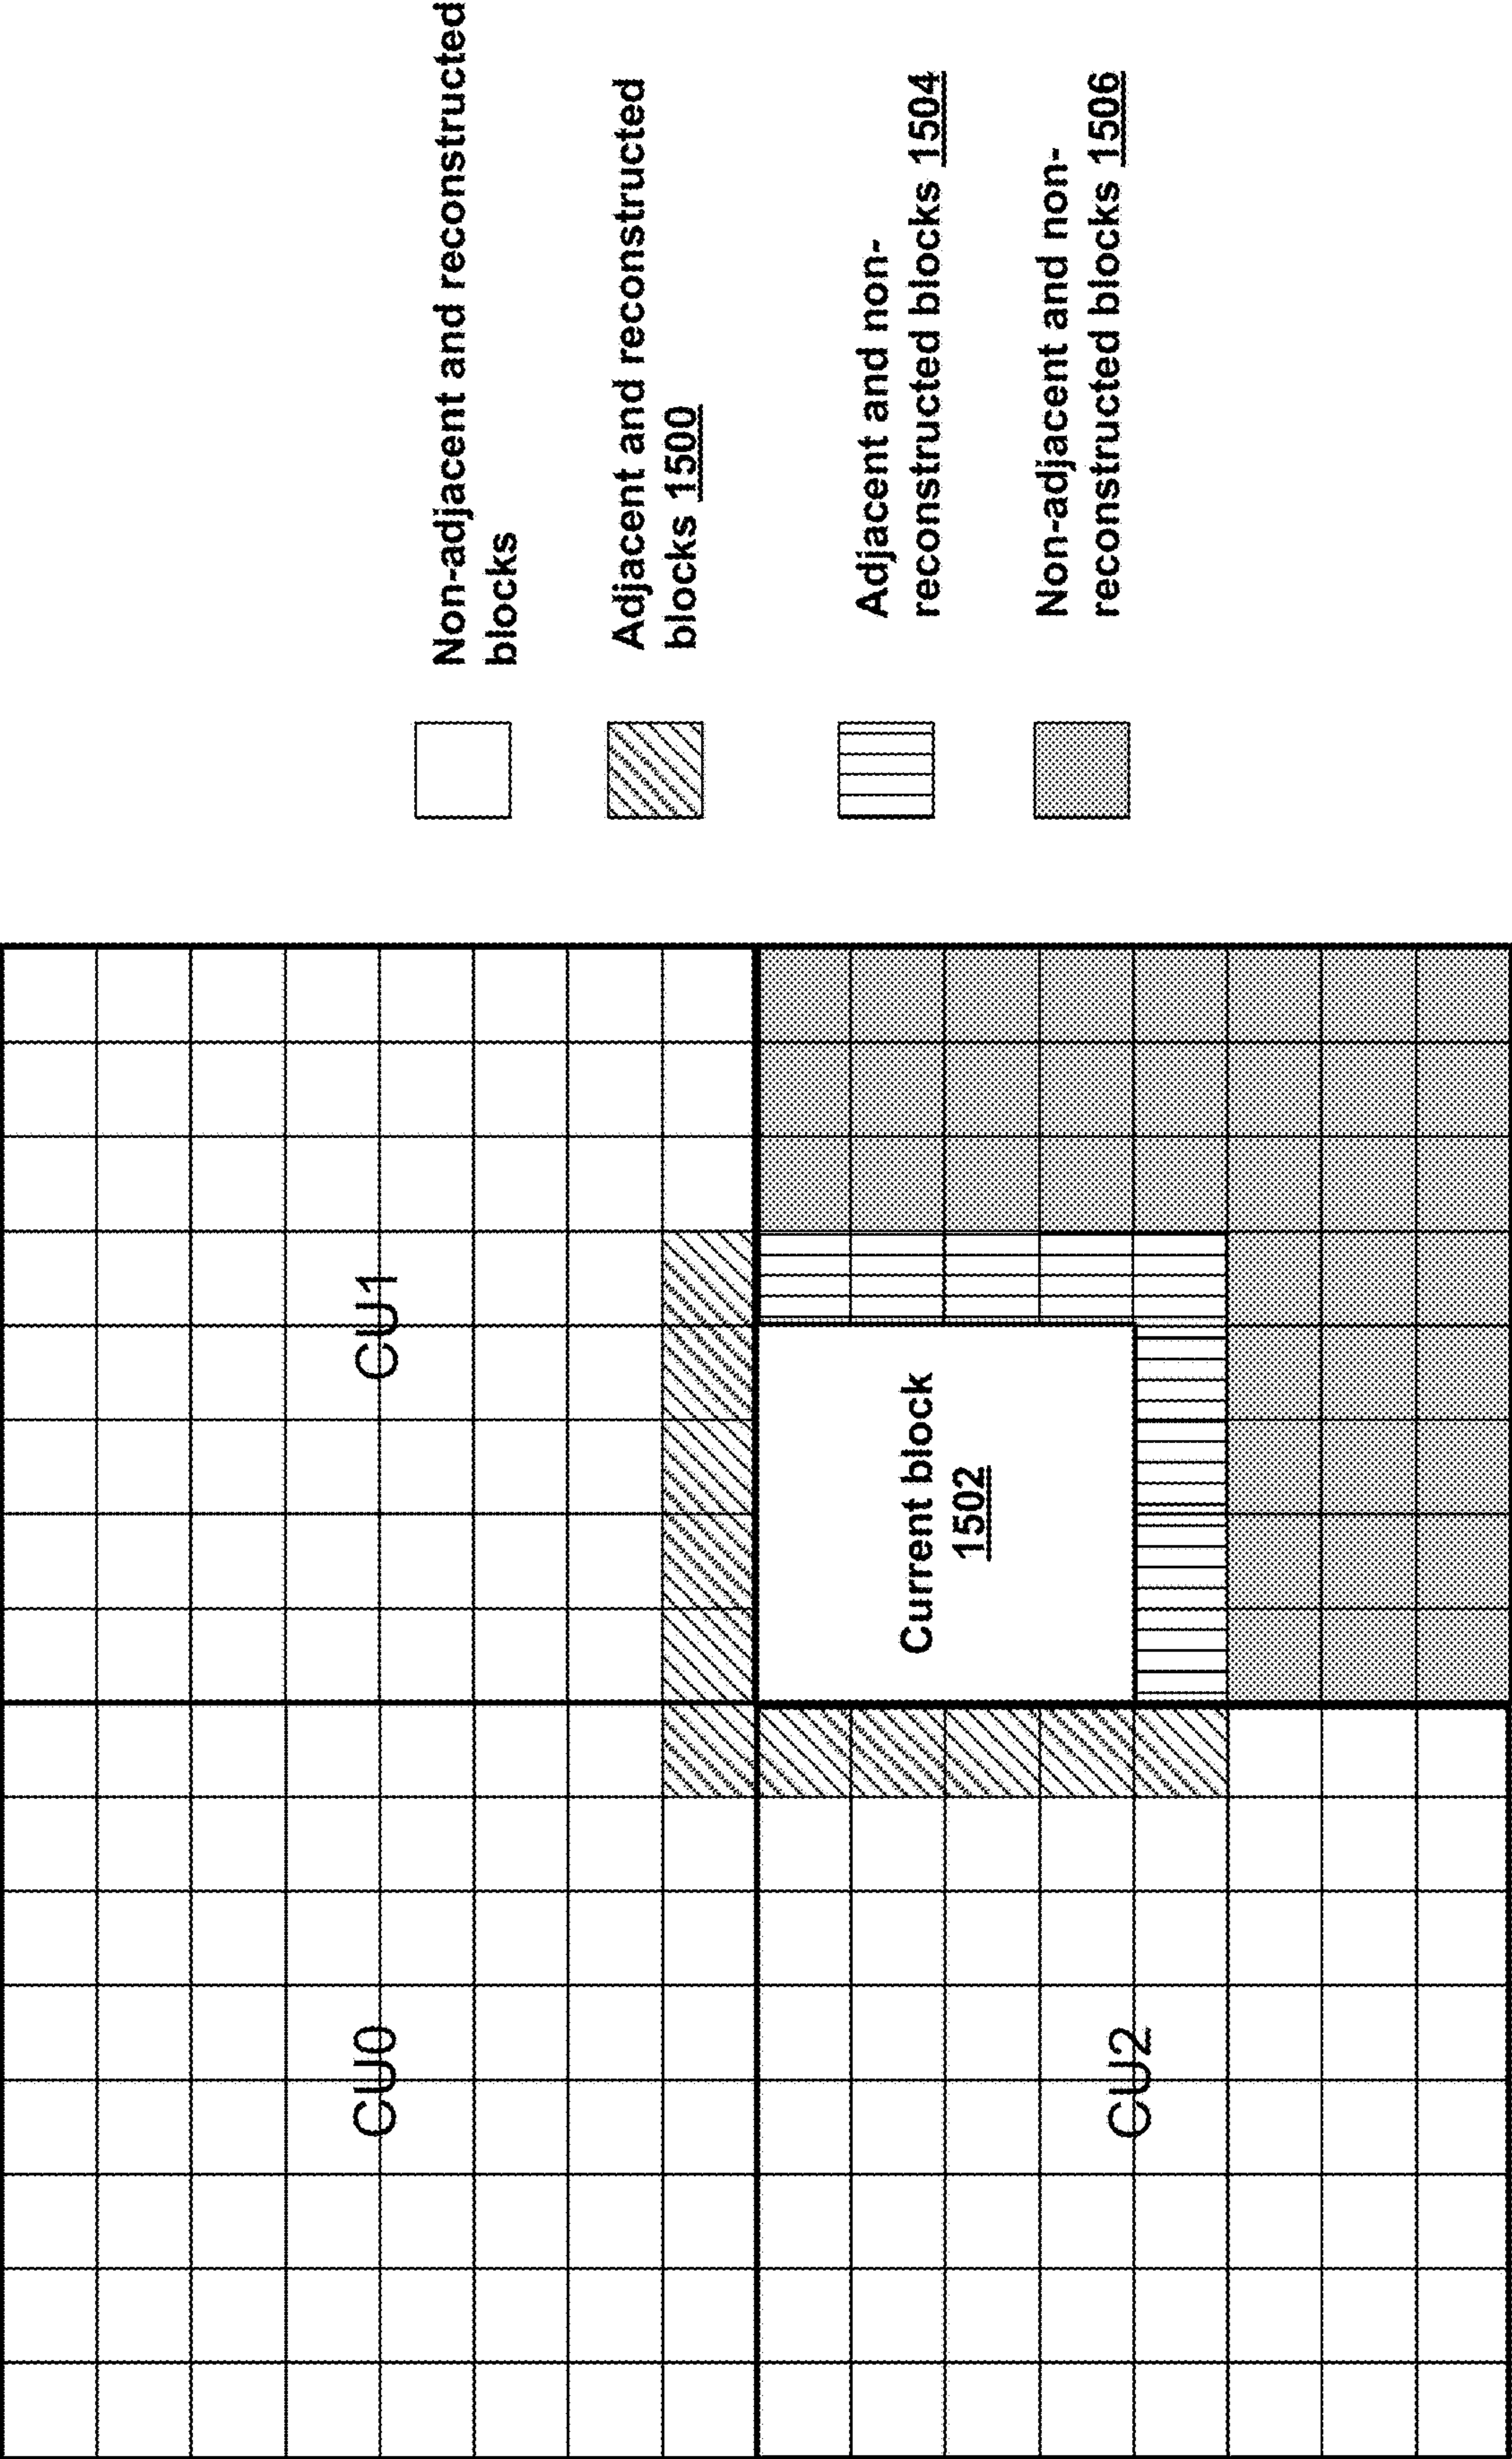 CU0
CU1
CU2
Current block
1502
Non-adjacent and reconstructed
blocks
Adjacent and reconstructed
blocks 1500
Adjacent and non-
reconstructed blocks 1504
Non-adjacent and non-
reconstructed blocks 1506